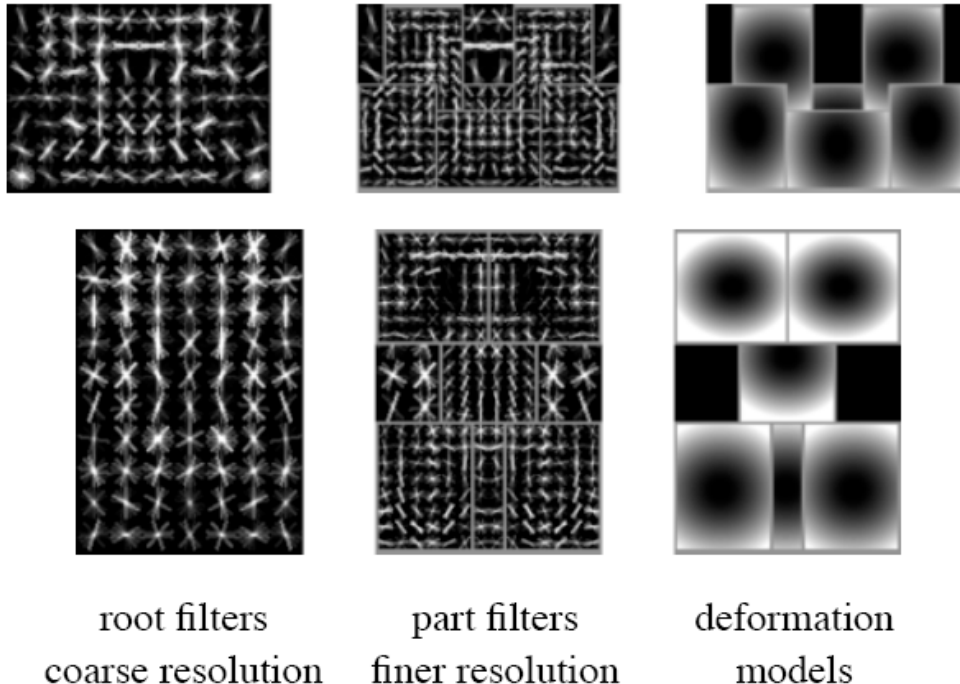 root filters
part filters
deformation
coarse resolution
finer resolution
models